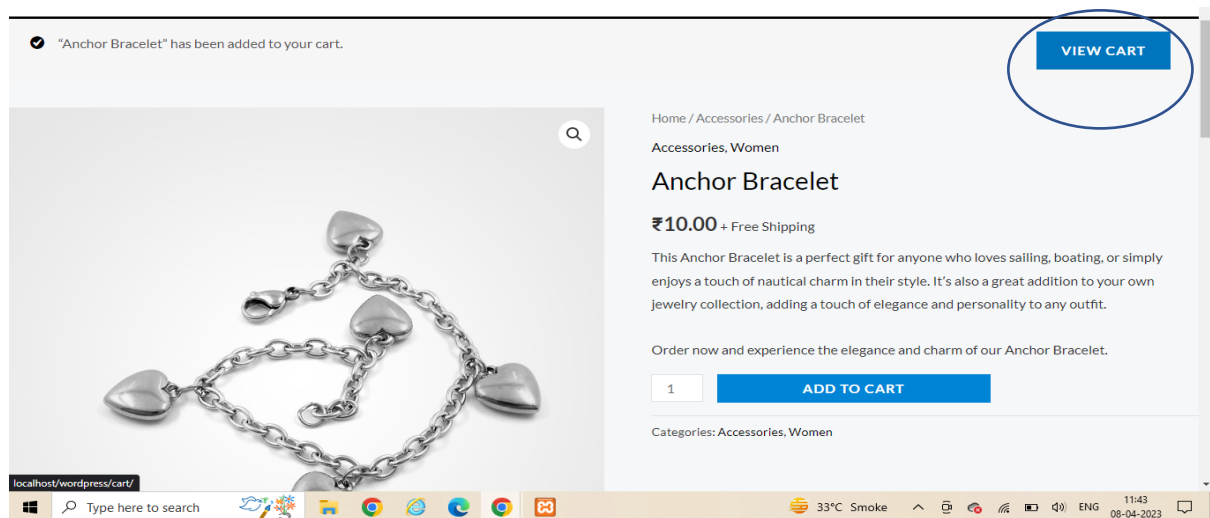 “Anchor Bracelet” has been added to your cart.
VIEW CART
Home / Accessories / Anchor Bracelet
Accessories, Women
Anchor Bracelet
₹10.00 + Free Shipping
This Anchor Bracelet is a perfect gift for anyone who loves sailing, boating, or simply
enjoys a touch of nautical charm in their style. It’s also a great addition to your own
jewelry collection, adding a touch of elegance and personality to any outfit.
Order now and experience the elegance and charm of our Anchor Bracelet.
1
ADD TO CART
Categories: Accessories, Women
localhost/wordpress/cart/
Type here to search
33°C Smoke
ENG
11:43
08-04-2023